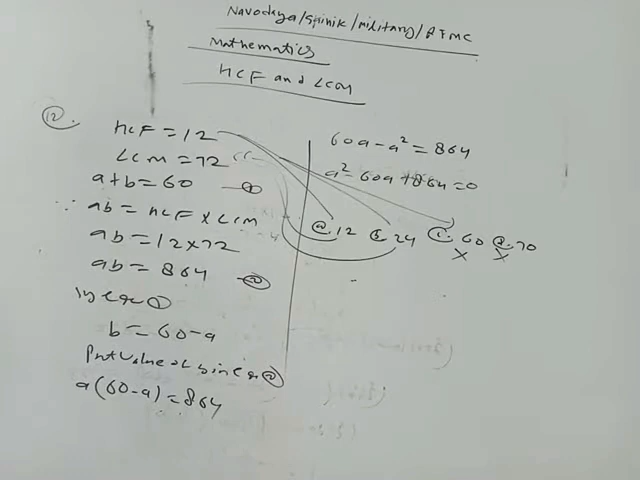 Navodaya/Sainik/military/RIMC
Mathematics
HCF and LCM
12.
HCF = 12
LCM = 72
a+b = 60 — ①
∵ ab = HCF × LCM
ab = 12×72
ab = 864 — ②
In eq ①
b = 60-a
Put value of b in eq ②
a(60-a) = 864
60a - a² = 864
a² - 60a + 864 = 0
ⓐ. 12 ⓑ. 24 ⓒ. 60 ⓓ. 70
× ×